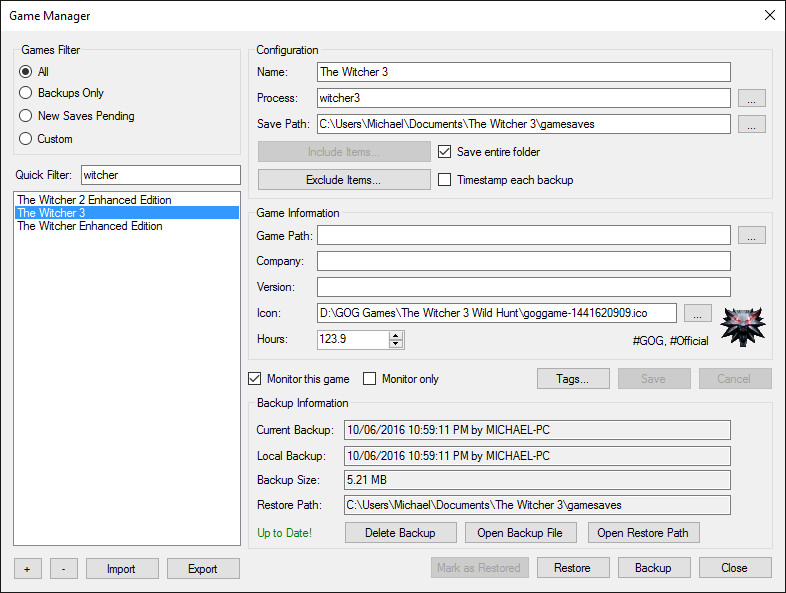 Game Manager
Games Filter
All
Backups Only
New Saves Pending
Custom
Quick Filter: witcher
The Witcher 2 Enhanced Edition
The Witcher 3
The Witcher Enhanced Edition
+ - Import Export
Configuration
Name: The Witcher 3
Process: witcher3 ...
Save Path: C:\Users\Michael\Documents\The Witcher 3\gamesaves ...
Include Items... Save entire folder
Exclude Items... Timestamp each backup
Game Information
Game Path: ...
Company:
Version:
Icon: D:\GOG Games\The Witcher 3 Wild Hunt\goggame-1441620909.ico ...
Hours: 123.9 #GOG, #Official
Monitor this game Monitor only Tags... Save Cancel
Backup Information
Current Backup: 10/06/2016 10:59:11 PM by MICHAEL-PC
Local Backup: 10/06/2016 10:59:11 PM by MICHAEL-PC
Backup Size: 5.21 MB
Restore Path: C:\Users\Michael\Documents\The Witcher 3\gamesaves
Up to Date! Delete Backup Open Backup File Open Restore Path
Mark as Restored Restore Backup Close